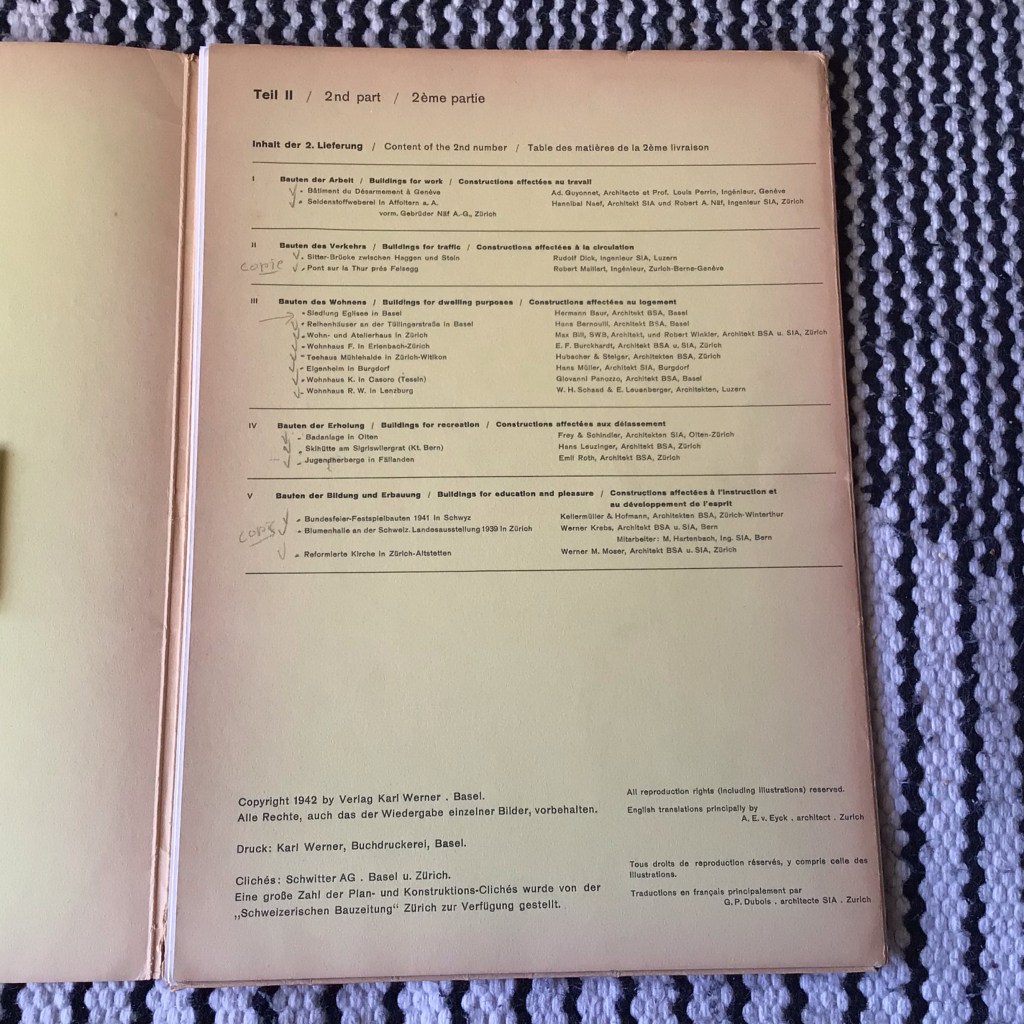 Teil II / 2nd part / 2ème partie
Inhalt der 2. Lieferung / Content of the 2nd number / Table des matières de la 2ème livraison
I Bauten der Arbeit / Buildings for work / Constructions affectées au travail
Bâtiment du Désarmement à Genève Ad. Guyonnet, Architecte et Prof. Louis Perrin, Ingénieur, Genève
Seidenstoffweberei in Affoltern a. A. Hannibal Naef, Architekt SIA und Robert A. Näf, Ingenieur SIA, Zürich
vorm. Gebrüder Näf A.-G., Zürich
II Bauten des Verkehrs / Buildings for traffic / Constructions affectées à la circulation
Sitter-Brücke zwischen Haggen und Stein Rudolf Dick, Ingenieur SIA, Luzern
copie Pont sur la Thur près Felsegg Robert Maillart, Ingénieur, Zurich-Berne-Genève
III Bauten des Wohnens / Buildings for dwelling purposes / Constructions affectées au logement
Siedlung Eglisee in Basel Hermann Baur, Architekt BSA, Basel
Reihenhäuser an der Tüllingerstraße in Basel Hans Bernoulli, Architekt BSA, Basel
Wohn- und Atelierhaus in Zürich Max Bill, SWB, Architekt, und Robert Winkler, Architekt BSA u. SIA, Zürich
Wohnhaus F. in Erlenbach-Zürich E. F. Burckhardt, Architekt BSA u. SIA, Zürich
Teehaus Mühlehalde in Zürich-Witikon Hubacher & Steiger, Architekten BSA, Zürich
Eigenheim in Burgdorf Hans Müller, Architekt SIA, Burgdorf
Wohnhaus K. in Casoro (Tessin) Giovanni Panozzo, Architekt BSA, Basel
Wohnhaus R. W. in Lenzburg W. H. Schaad & E. Leuenberger, Architekten, Luzern
IV Bauten der Erholung / Buildings for recreation / Constructions affectées aux délassement
Badanlage in Olten Frey & Schindler, Architekten SIA, Olten-Zürich
Skihütte am Sigriswilergrat (Kt. Bern) Hans Leuzinger, Architekt BSA, Zürich
Jugendherberge in Fällanden Emil Roth, Architekt BSA, Zürich
V Bauten der Bildung und Erbauung / Buildings for education and pleasure / Constructions affectées à l'instruction et
au développement de l'esprit
Bundesfeier-Festspielbauten 1941 in Schwyz Kellermüller & Hofmann, Architekten BSA, Zürich-Winterthur
copie Blumenhalle an der Schweiz. Landesausstellung 1939 in Zürich Werner Krebs, Architekt BSA u. SIA, Bern
Mitarbeiter: M. Hartenbach, Ing. SIA, Bern
Reformierte Kirche in Zürich-Altstetten Werner M. Moser, Architekt BSA u. SIA, Zürich
Copyright 1942 by Verlag Karl Werner . Basel.
Alle Rechte, auch das der Wiedergabe einzelner Bilder, vorbehalten.
Druck: Karl Werner, Buchdruckerei, Basel.
Clichés: Schwitter AG . Basel u. Zürich.
Eine große Zahl der Plan- und Konstruktions-Clichés wurde von der
„Schweizerischen Bauzeitung" Zürich zur Verfügung gestellt.
All reproduction rights (including illustrations) reserved.
English translations principally by
A. E. v. Eyck . architect . Zurich
Tous droits de reproduction réservés, y compris celle des
illustrations.
Traductions en français principalement par
G. P. Dubois . architecte SIA . Zurich